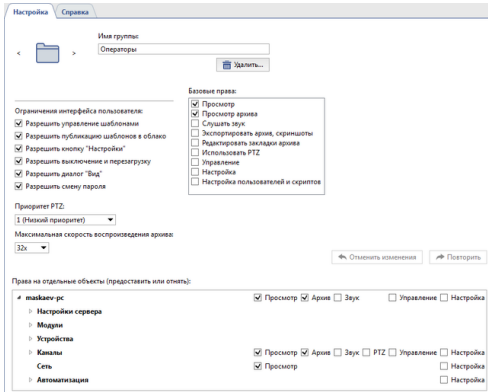 Настройка Справка
Имя группы:
Операторы
Удалить...
Ограничения интерфейса пользователя:
Разрешить управление шаблонами
Разрешить публикацию шаблонов в облако
Разрешить кнопку "Настройки"
Разрешить выключение и перезагрузку
Разрешить диалог "Вид"
Разрешить смену пароля
Базовые права:
Просмотр
Просмотр архива
Слушать звук
Экспортировать архив, скриншоты
Редактировать закладки архива
Использовать PTZ
Управление
Настройка
Настройка пользователей и скриптов
Приоритет PTZ:
1 (Низкий приоритет)
Максимальная скорость воспроизведения архива:
32x
Отменить изменения Повторить
Права на отдельные объекты (предоставить или отнять):
maskaev-pc Просмотр Архив Звук Управление Настройка
Настройки сервера
Модули
Устройства
Каналы Просмотр Архив Звук PTZ Управление Настройка
Сеть Просмотр Настройка
Автоматизация Настройка